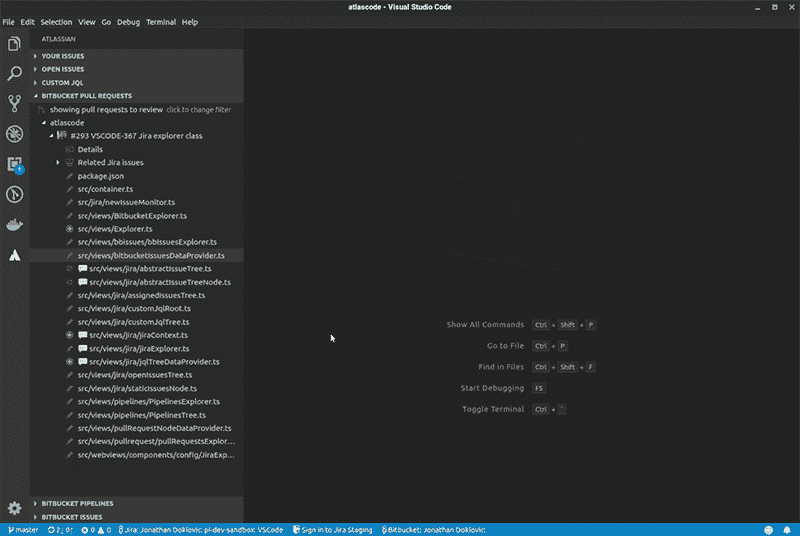 atlascode - Visual Studio Code
File Edit Selection View Go Debug Terminal Help
ATLASSIAN
YOUR ISSUES
OPEN ISSUES
CUSTOM JQL
BITBUCKET PULL REQUESTS
showing pull requests to review click to change filter
atlascode
#293 VSCODE-367 Jira explorer class
Details
Related Jira issues
package.json
src/container.ts
src/jira/newIssueMonitor.ts
src/views/BitbucketExplorer.ts
src/views/Explorer.ts
src/views/bbissues/bbIssuesExplorer.ts
src/views/bitbucketIssuesDataProvider.ts
src/views/jira/abstractIssueTree.ts
src/views/jira/abstractIssueTreeNode.ts
src/views/jira/assignedIssuesTree.ts
src/views/jira/customJqlRoot.ts
src/views/jira/customJqlTree.ts
src/views/jira/jiraContext.ts
src/views/jira/jiraExplorer.ts
src/views/jira/jqlTreeDataProvider.ts
src/views/jira/openIssuesTree.ts
src/views/jira/staticIssuesNode.ts
src/views/pipelines/PipelinesExplorer.ts
src/views/pipelines/PipelinesTree.ts
src/views/pullRequestNodeDataProvider.ts
src/views/pullrequest/pullRequestsExplor...
src/webviews/components/config/JiraExp...
BITBUCKET PIPELINES
BITBUCKET ISSUES
Show All Commands Ctrl + Shift + P
Go to File Ctrl + P
Find in Files Ctrl + Shift + F
Start Debugging F5
Toggle Terminal Ctrl + `
master 0 0 Jira: Jonathan Doklovic: pi-dev-sandbox: VSCode Sign in to Jira Staging Bitbucket: Jonathan Doklovic: